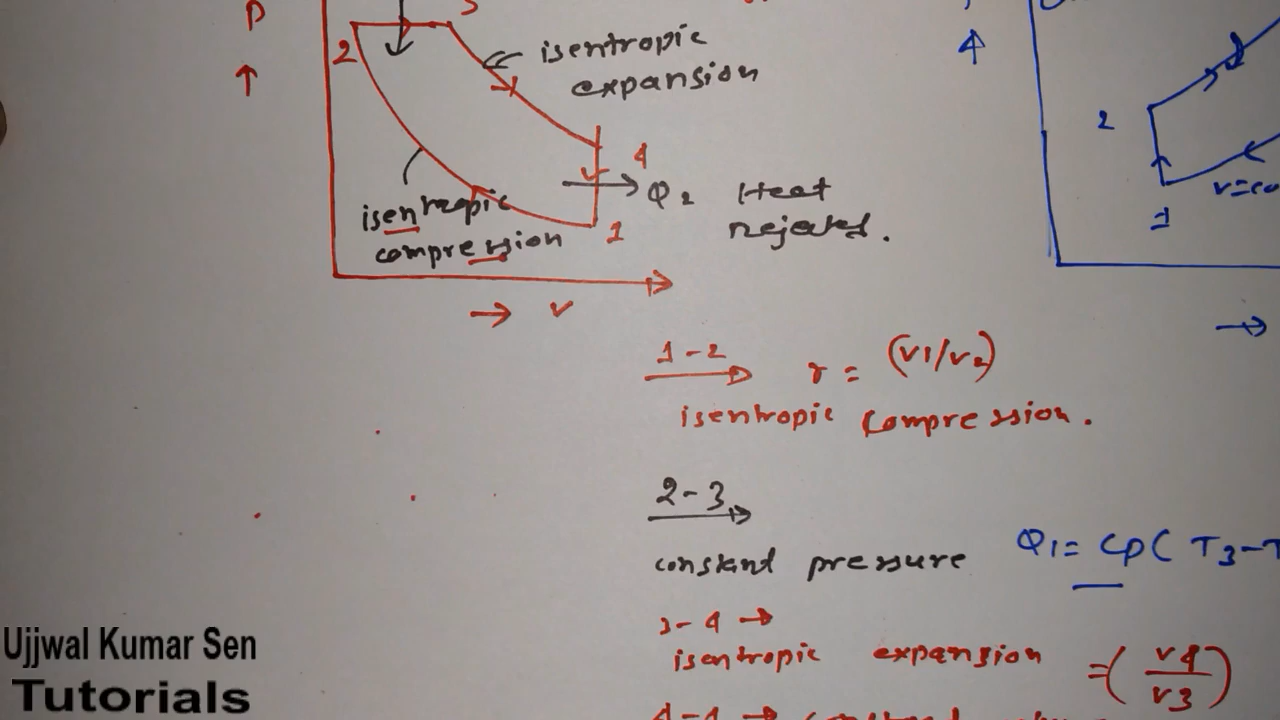 P
3
2
isentropic
expansion
4
Q2 Heat
rejected.
isentropic
compression
1
V
2
1
1-2 r = (v1/v2)
isentropic compression.
2-3
constant pressure Q1 = Cp( T3-
3-4 →
isentropic expansion = (v4/v3)
Ujjwal Kumar Sen
Tutorials